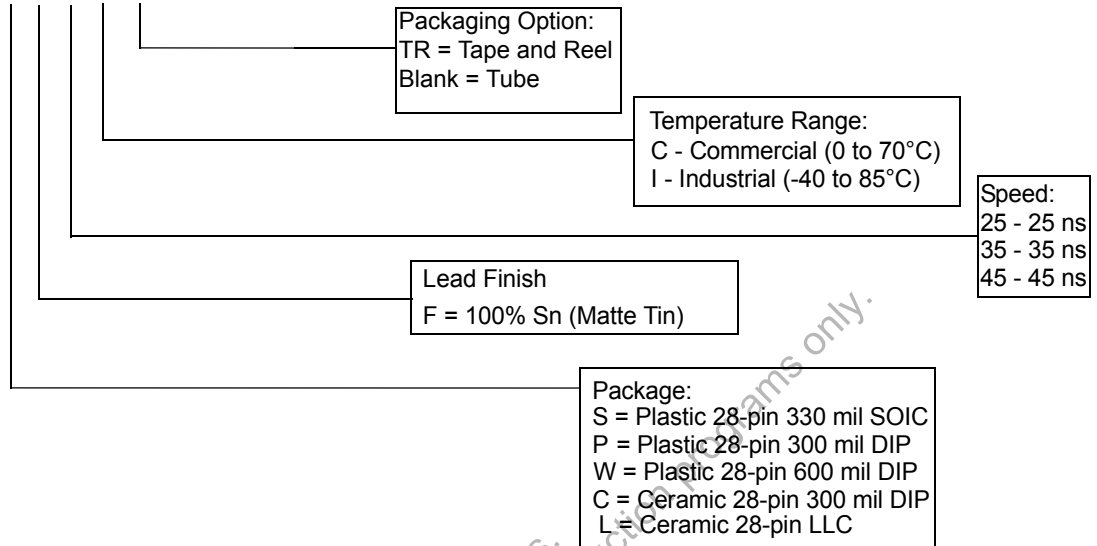 Packaging Option:
TR = Tape and Reel
Blank = Tube
Temperature Range:
C - Commercial (0 to 70°C)
I - Industrial (-40 to 85°C)
Speed:
25 - 25 ns
35 - 35 ns
45 - 45 ns
Lead Finish
F = 100% Sn (Matte Tin)
Package:
S = Plastic 28-pin 330 mil SOIC
P = Plastic 28-pin 300 mil DIP
W = Plastic 28-pin 600 mil DIP
C = Ceramic 28-pin 300 mil DIP
L = Ceramic 28-pin LLC
programs only.